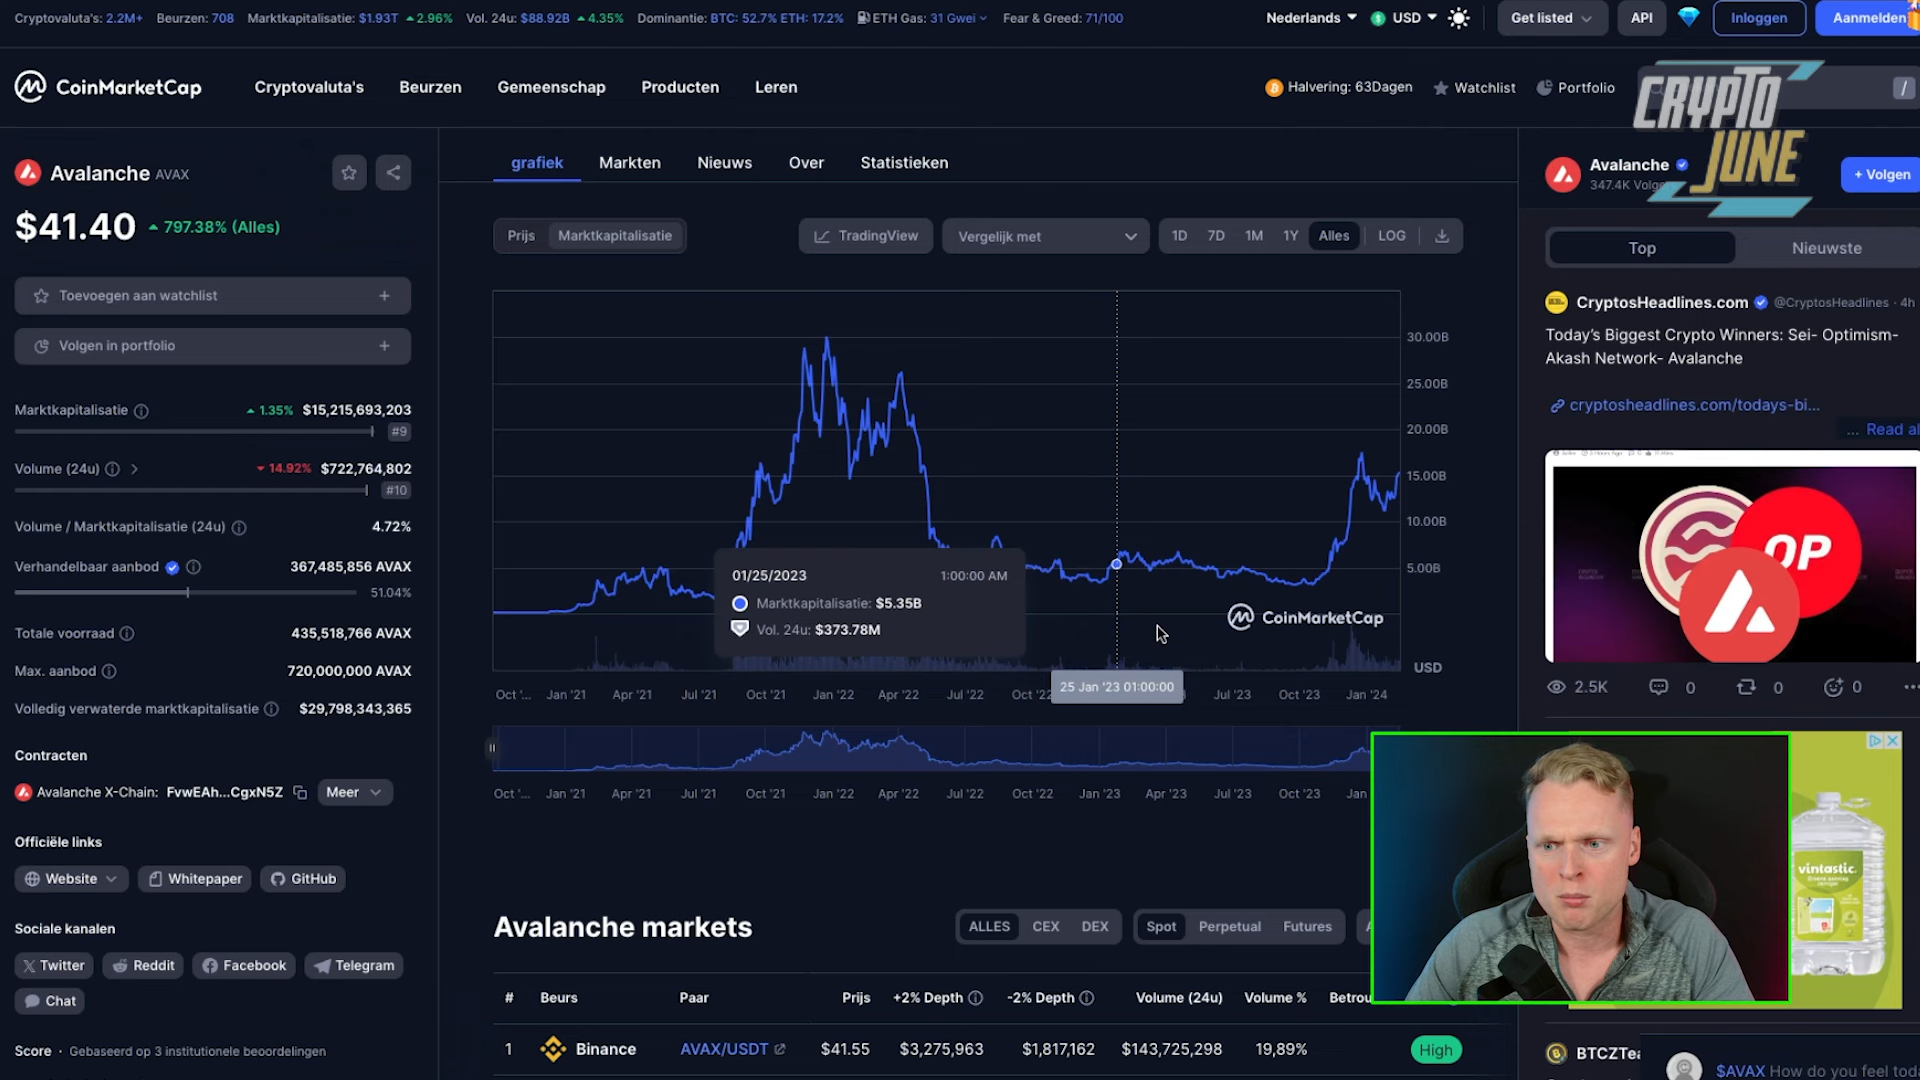 Cryptovaluta's: 2.2M+ Beurzen: 708 Marktkapitalisatie: $1.93T 2.96% Vol. 24u: $88.92B 4.35% Dominantie: BTC: 52.7% ETH: 17.2% ETH Gas: 31 Gwei Fear & Greed: 71/100
Nederlands USD Get listed API Inloggen Aanmelden
CoinMarketCap Cryptovaluta's Beurzen Gemeenschap Producten Leren
Halvering: 63Dagen Watchlist Portfolio /
CRYPTO
JUNE
Avalanche AVAX
$41.40 797.38% (Alles)
Toevoegen aan watchlist +
Volgen in portfolio +
Marktkapitalisatie 1.35% $15,215,693,203
#9
Volume (24u) 14.92% $722,764,802
#10
Volume / Marktkapitalisatie (24u) 4.72%
Verhandelbaar aanbod 367,485,856 AVAX
51.04%
Totale voorraad 435,518,766 AVAX
Max. aanbod 720,000,000 AVAX
Volledig verwaterde marktkapitalisatie $29,798,343,365
Contracten
Avalanche X-Chain: FvwEAh...CgxN5Z Meer
Officiële links
Website Whitepaper GitHub
Sociale kanalen
Twitter Reddit Facebook Telegram
Chat
Score · Gebaseerd op 3 institutionele beoordelingen
grafiek Markten Nieuws Over Statistieken
Prijs Marktkapitalisatie TradingView Vergelijk met 1D 7D 1M 1Y Alles LOG
30.00B
25.00B
20.00B
15.00B
10.00B
5.00B
USD
01/25/2023 1:00:00 AM
Marktkapitalisatie: $5.35B
Vol. 24u: $373.78M
CoinMarketCap
Oct '... Jan '21 Apr '21 Jul '21 Oct '21 Jan '22 Apr '22 Jul '22 Oct '22 25 Jan '23 01:00:00 Jul '23 Oct '23 Jan '24
Oct '... Jan '21 Apr '21 Jul '21 Oct '21 Jan '22 Apr '22 Jul '22 Oct '22 Jan '23 Apr '23 Jul '23 Oct '23 Jan
Avalanche markets ALLES CEX DEX Spot Perpetual Futures
# Beurs Paar Prijs +2% Depth -2% Depth Volume (24u) Volume %
1 Binance AVAX/USDT $41.55 $3,275,963 $1,817,162 $143,725,298 19,89% High
Avalanche
347.4K
+ Volgen
Top Nieuwste
CryptosHeadlines.com @CryptosHeadlines · 4h
Today's Biggest Crypto Winners: Sei- Optimism-
Akash Network- Avalanche
cryptosheadlines.com/todays-bi...
... Read al
OP
2.5K 0 0 0
vintastic.
$AVAX How do you feel